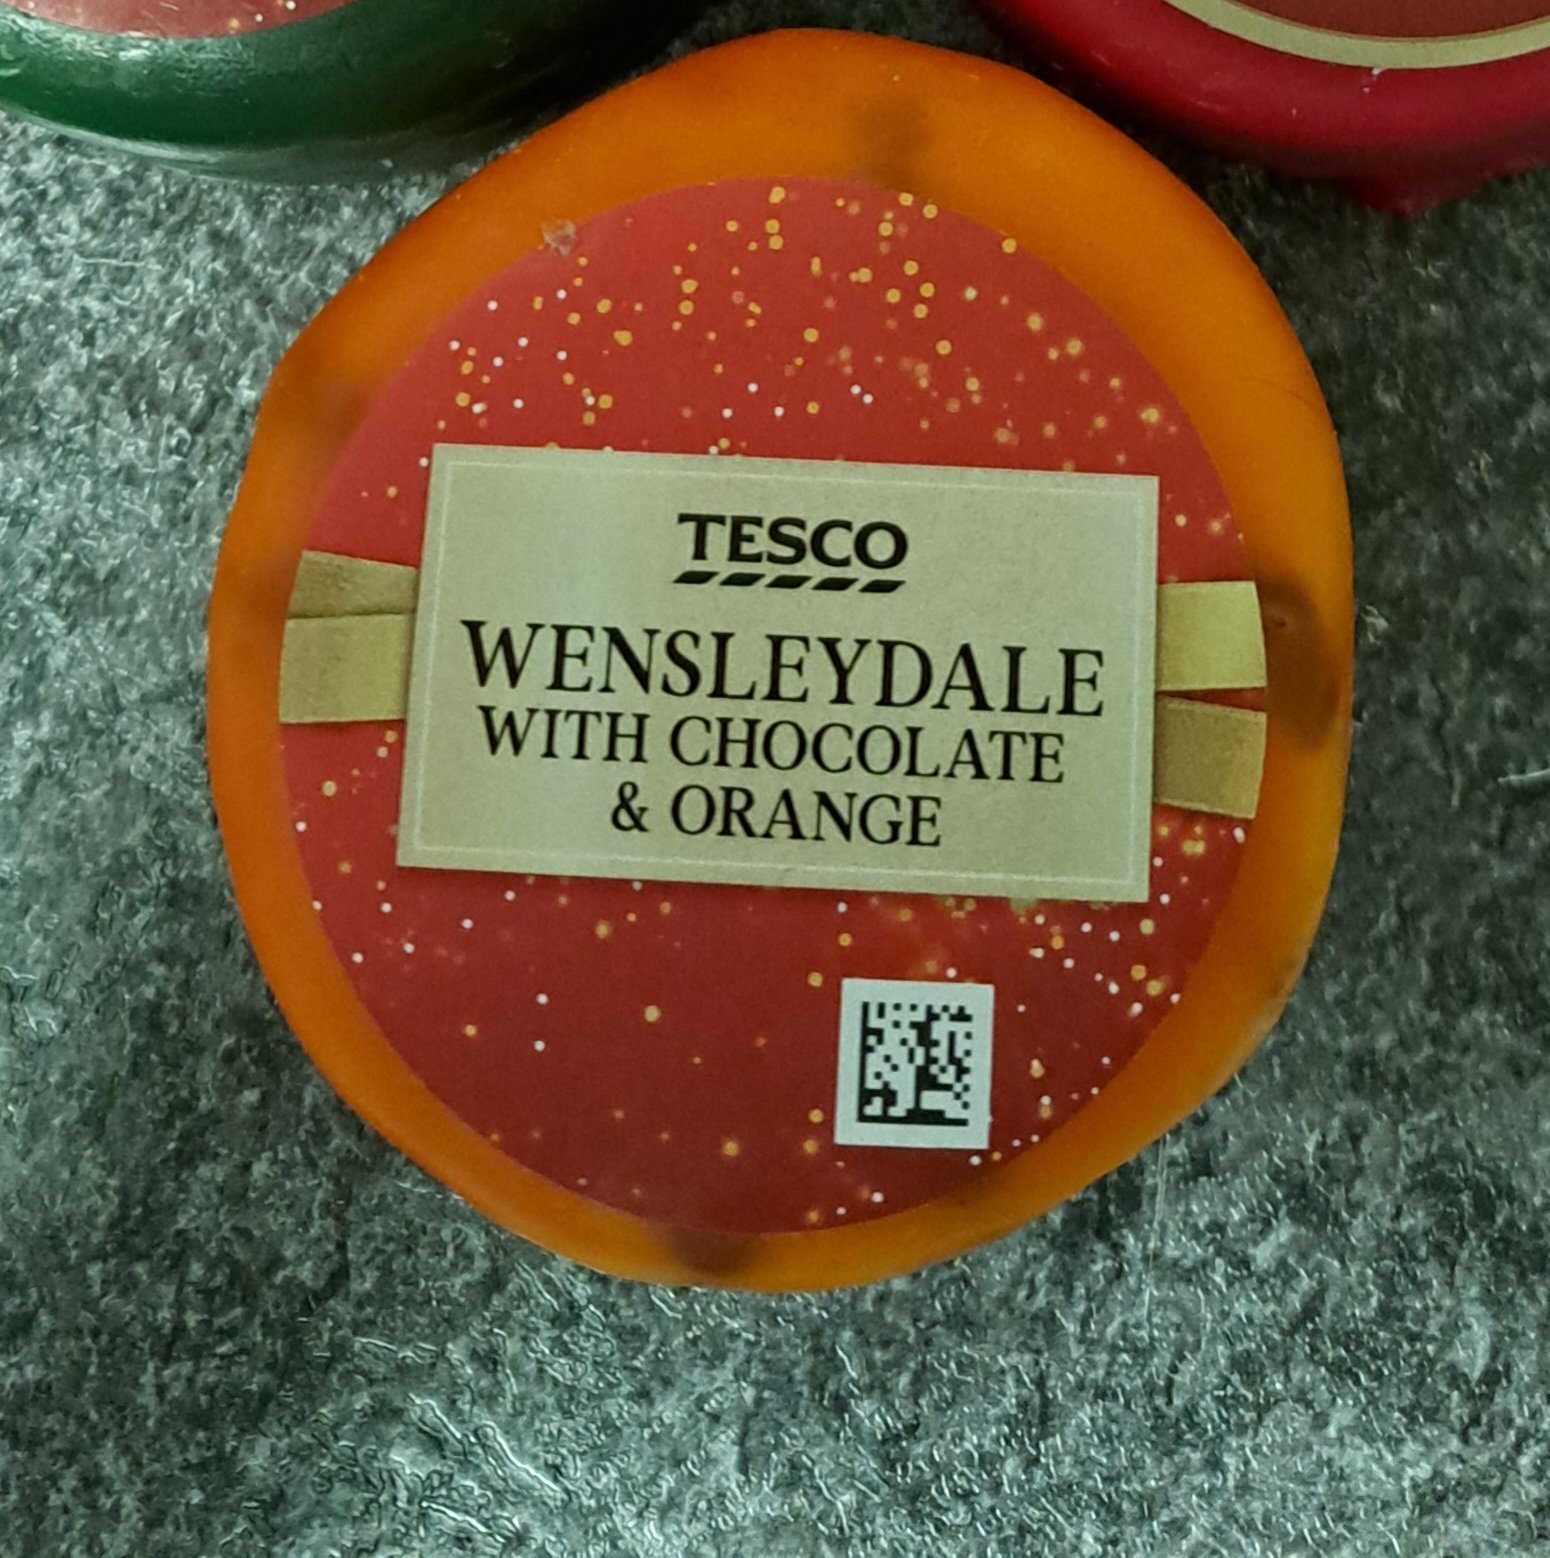 TESCO
WENSLEYDALE
WITH CHOCOLATE
& ORANGE